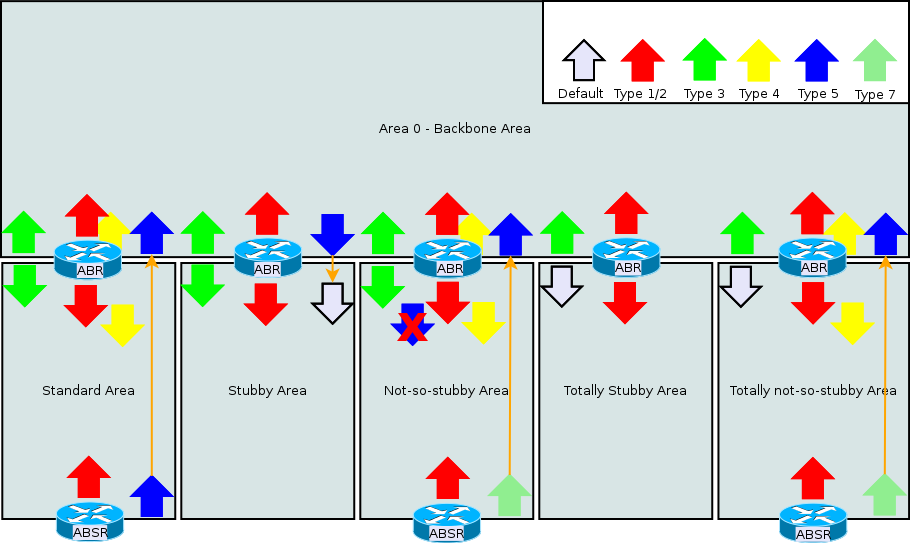 Default Type 1/2 Type 3 Type 4 Type 5 Type 7
Area 0 - Backbone Area
ABR ABR ABR ABR ABR
Standard Area Stubby Area Not-so-stubby Area Totally Stubby Area Totally not-so-stubby Area
ABSR ABSR ABSR